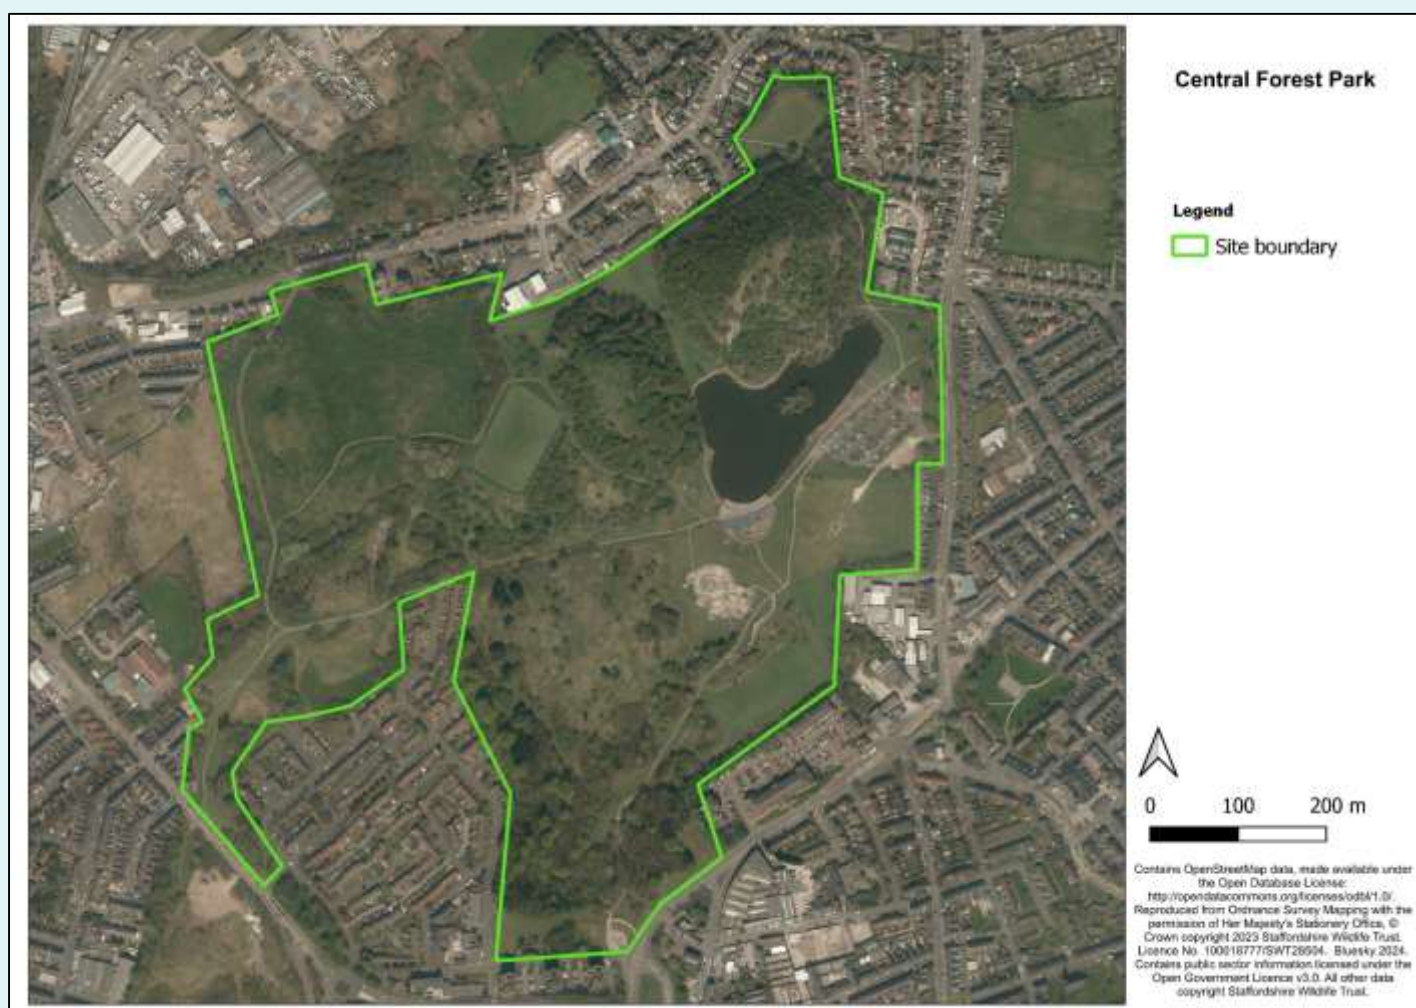 Central Forest Park
Legend
Site boundary
0 100 200 m
Contains OpenStreetMap data, made available under
the Open Database License:
http://opendatacommons.org/licenses/odbl/1.0/.
Reproduced from Ordnance Survey Mapping with the
permission of Her Majesty's Stationery Office, ©
Crown copyright 2023 Staffordshire Wildlife Trust.
Licence No. Bluesky 2024.
Contains public sector information licensed under the
Open Government Licence v3.0. All other data
copyright Staffordshire Wildlife Trust.